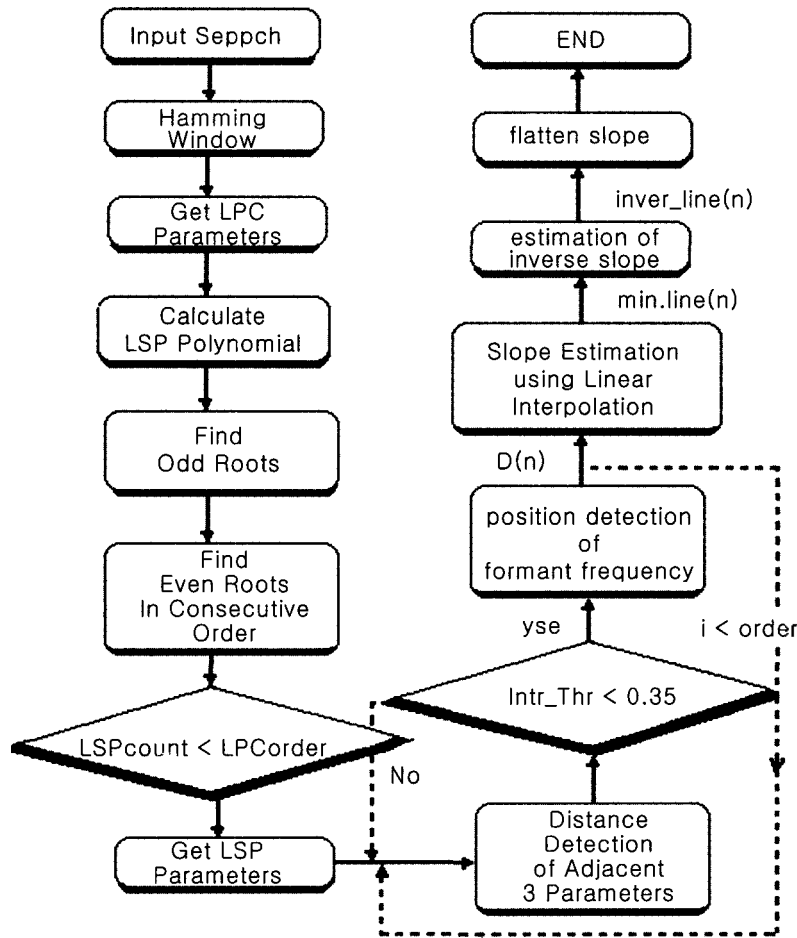 Input Seppch
Hamming
Window
Get LPC
Parameters
Calculate
LSP Polynomial
Find
Odd Roots
Find
Even Roots
In Consecutive
Order
LSPcount < LPCorder
Get LSP
Parameters
No
Distance
Detection
of Adjacent
3 Parameters
Intr_Thr < 0.35
yse
i < order
position detection
of
formant frequency
D(n)
Slope Estimation
using Linear
Interpolation
min.line(n)
estimation of
inverse slope
inver_line(n)
flatten slope
END